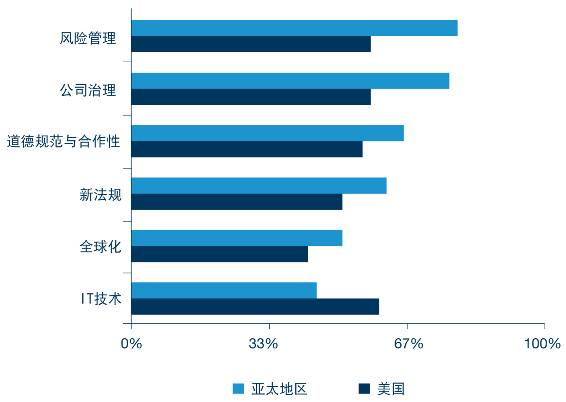 风险管理
公司治理
道德规范与合作性
新法规
全球化
IT技术
0% 33% 67% 100%
亚太地区 美国